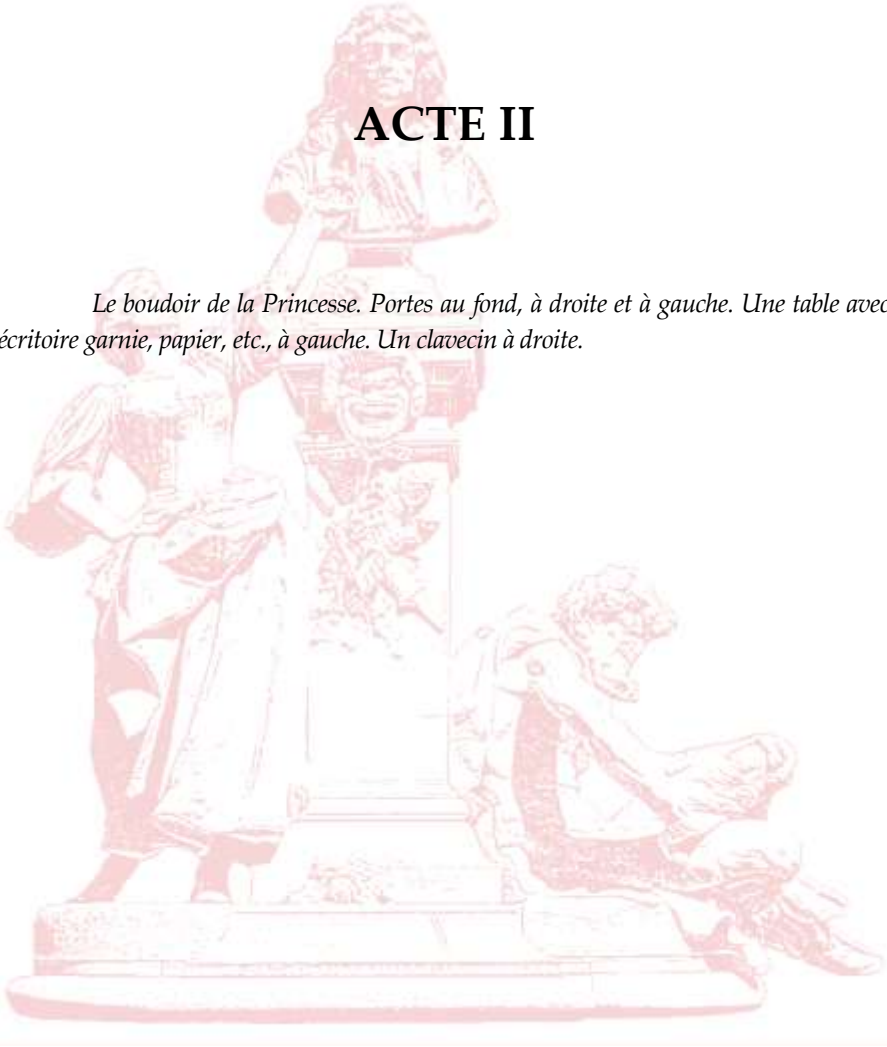 ACTE II
Le boudoir de la Princesse. Portes au fond, à droite et à gauche. Une table avec
écritoire garnie, papier, etc., à gauche. Un clavecin à droite.